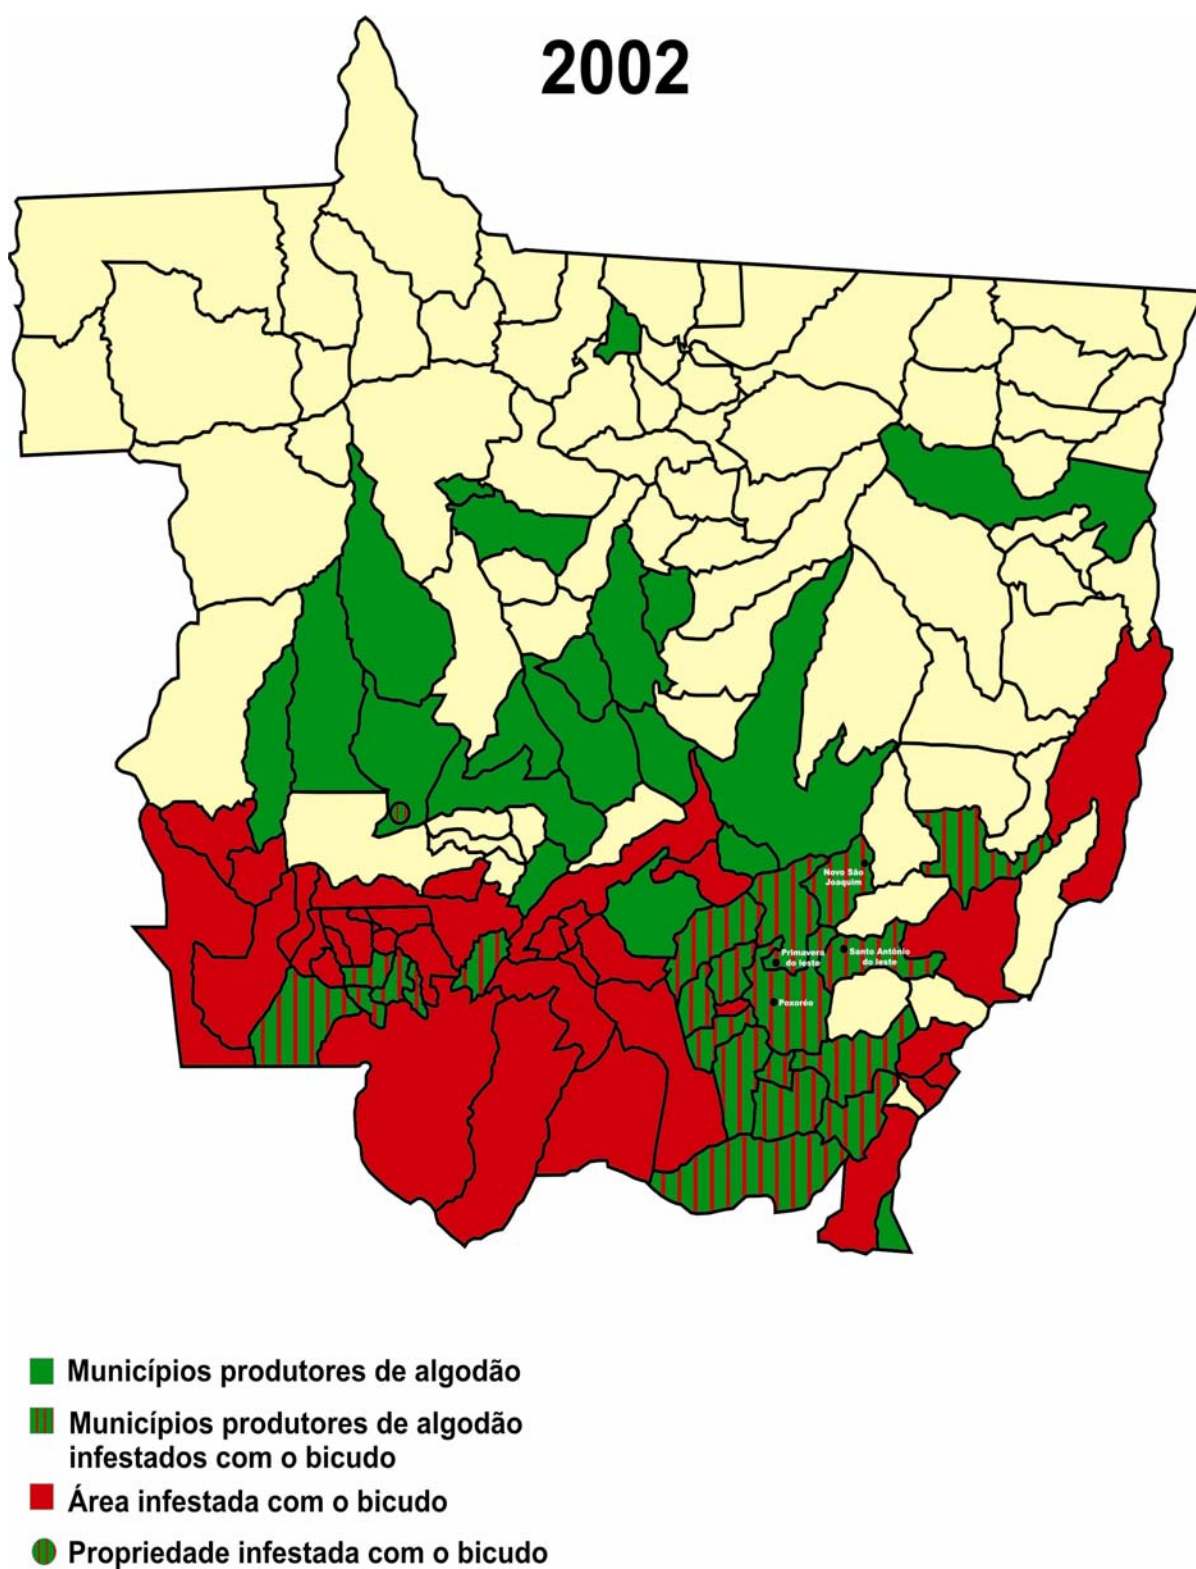 2002
Novo São
Joaquim
Primavera
do leste
Santo Antônio
do leste
Poxoréo
Municípios produtores de algodão
Municípios produtores de algodão
infestados com o bicudo
Área infestada com o bicudo
Propriedade infestada com o bicudo